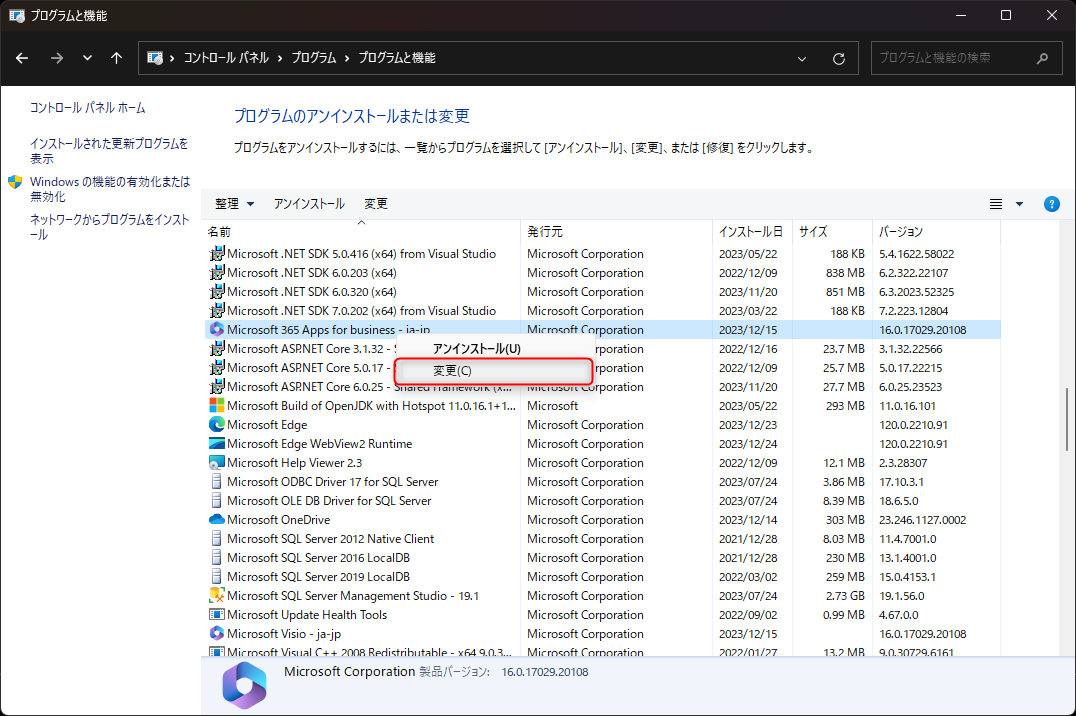 プログラムと機能
コントロール パネル › プログラム › プログラムと機能
プログラムと機能の検索
コントロール パネル ホーム
インストールされた更新プログラムを
表示
Windows の機能の有効化または
無効化
ネットワークからプログラムをインスト
ール
プログラムのアンインストールまたは変更
プログラムをアンインストールするには、一覧からプログラムを選択して [アンインストール]、[変更]、または [修復] をクリックします。
整理 アンインストール 変更
名前 発行元 インストール日 サイズ バージョン
Microsoft .NET SDK 5.0.416 (x64) from Visual Studio Microsoft Corporation 2023/05/22 188 KB 5.4.1622.58022
Microsoft .NET SDK 6.0.203 (x64) Microsoft Corporation 2022/12/09 838 MB 6.2.322.22107
Microsoft .NET SDK 6.0.320 (x64) Microsoft Corporation 2023/11/20 851 MB 6.3.2023.52325
Microsoft .NET SDK 7.0.202 (x64) from Visual Studio Microsoft Corporation 2023/03/22 188 KB 7.2.223.12804
Microsoft 365 Apps for business - ja-jp Microsoft Corporation 2023/12/15 16.0.17029.20108
アンインストール(U)
変更(C)
Microsoft ASP.NET Core 3.1.32 - rporation 2022/12/16 23.7 MB 3.1.32.22566
Microsoft ASP.NET Core 5.0.17 - rporation 2022/12/09 25.7 MB 5.0.17.22215
Microsoft ASP.NET Core 6.0.25 - Shared Framework (x... Microsoft Corporation 2023/11/20 27.7 MB 6.0.25.23523
Microsoft Build of OpenJDK with Hotspot 11.0.16.1+1... Microsoft 2023/05/22 293 MB 11.0.16.101
Microsoft Edge Microsoft Corporation 2023/12/23 120.0.2210.91
Microsoft Edge WebView2 Runtime Microsoft Corporation 2023/12/24 120.0.2210.91
Microsoft Help Viewer 2.3 Microsoft Corporation 2022/12/09 12.1 MB 2.3.28307
Microsoft ODBC Driver 17 for SQL Server Microsoft Corporation 2023/07/24 3.86 MB 17.10.3.1
Microsoft OLE DB Driver for SQL Server Microsoft Corporation 2023/07/24 8.39 MB 18.6.5.0
Microsoft OneDrive Microsoft Corporation 2023/12/14 303 MB 23.246.1127.0002
Microsoft SQL Server 2012 Native Client Microsoft Corporation 2021/12/28 8.03 MB 11.4.7001.0
Microsoft SQL Server 2016 LocalDB Microsoft Corporation 2021/12/28 230 MB 13.1.4001.0
Microsoft SQL Server 2019 LocalDB Microsoft Corporation 2022/03/02 259 MB 15.0.4153.1
Microsoft SQL Server Management Studio - 19.1 Microsoft Corporation 2023/07/24 2.73 GB 19.1.56.0
Microsoft Update Health Tools Microsoft Corporation 2022/09/02 0.99 MB 4.67.0.0
Microsoft Visio - ja-jp Microsoft Corporation 2023/12/15 16.0.17029.20108
Microsoft Visual C++ 2008 Redistributable - x64 9.0.3... Microsoft Corporation 2022/01/27 13.2 MB 9.0.30729.6161
Microsoft Corporation 製品バージョン: 16.0.17029.20108